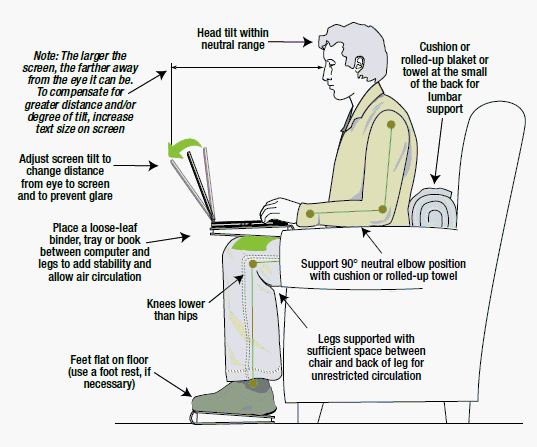 Head tilt within
neutral range
Note: The larger the
screen, the farther away
from the eye it can be.
To compensate for
greater distance and/or
degree of tilt, increase
text size on screen
Cushion or
rolled-up blaket or
towel at the small
of the back for
lumbar
support
Adjust screen tilt to
change distance
from eye to screen
and to prevent glare
Place a loose-leaf
binder, tray or book
between computer and
legs to add stability and
allow air circulation
Support 90° neutral elbow position
with cushion or rolled-up towel
Knees lower
than hips
Legs supported with
sufficient space between
chair and back of leg for
unrestricted circulation
Feet flat on floor
(use a foot rest, if
necessary)